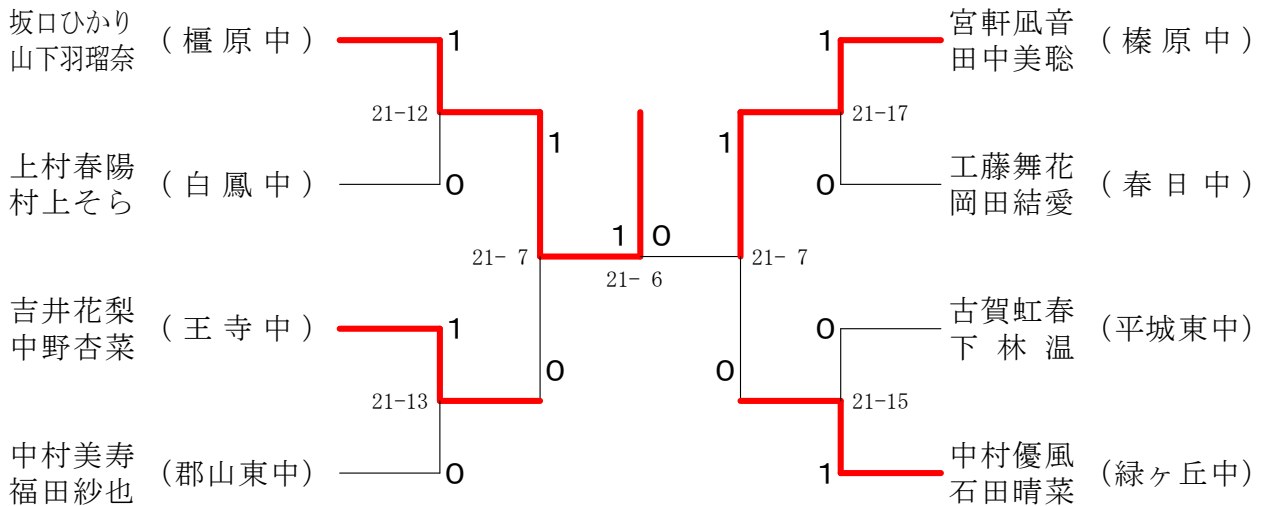 坂口ひかり
山下羽瑠奈
(橿原中)
1
21-12
上村春陽
村上そら
(白鳳中)
0
1
21- 7
吉井花梨
中野杏菜
(王寺中)
1
21-13
0
中村美寿
福田紗也
(郡山東中)
0
1 0
21- 6
宮軒凪音
田中美聡
(榛原中)
1
21-17
工藤舞花
岡田結愛
(春日中)
0
1
21- 7
古賀虹春
下林温
(平城東中)
0
21-15
0
中村優風
石田晴菜
(緑ヶ丘中)
1